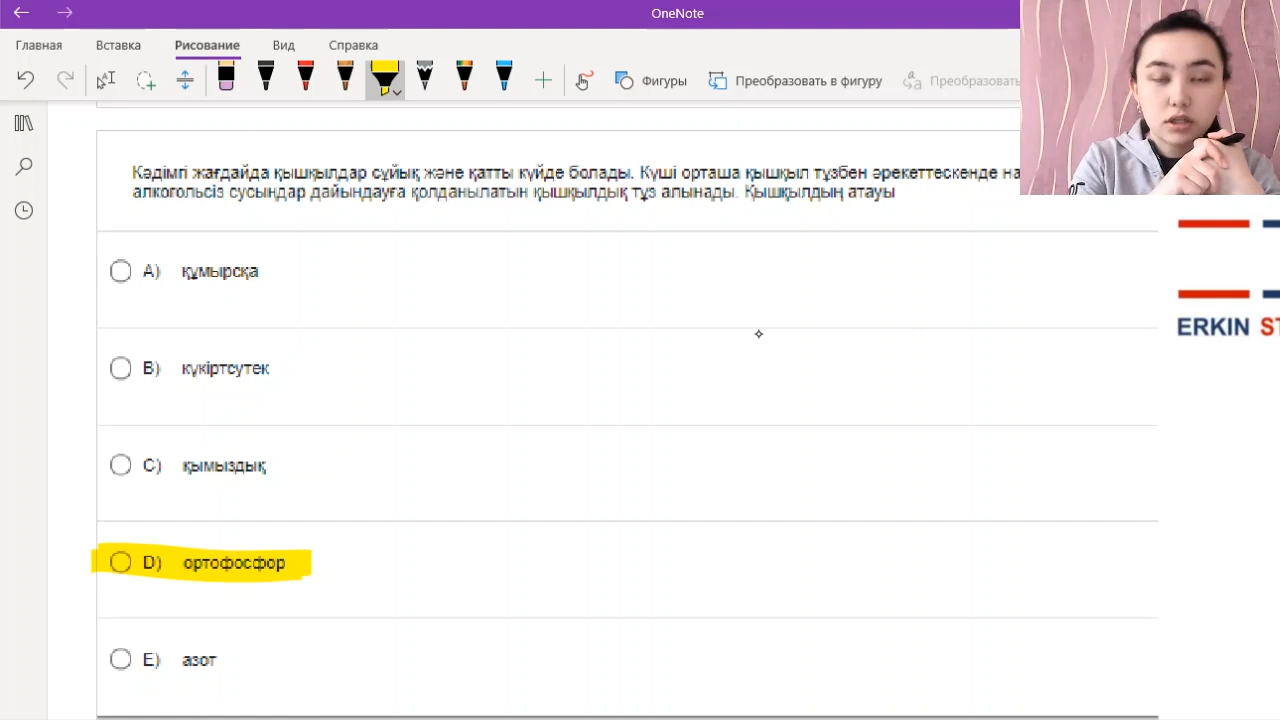 OneNote
Главная Вставка Рисование Вид Справка
Фигуры Преобразовать в фигуру Преобразовать
Кәдімгі жағдайда қышқылдар сұйық және қатты күйде болады. Күші орташа қышқыл тұзбен әрекеттескенде
алкогольсіз сусындар дайындауға қолданылатын қышқылдық тұз алынады. Қышқылдың атауы
A) құмырсқа
B) күкіртсутек
C) қымыздық
D) ортофосфор
E) азот
ERKIN